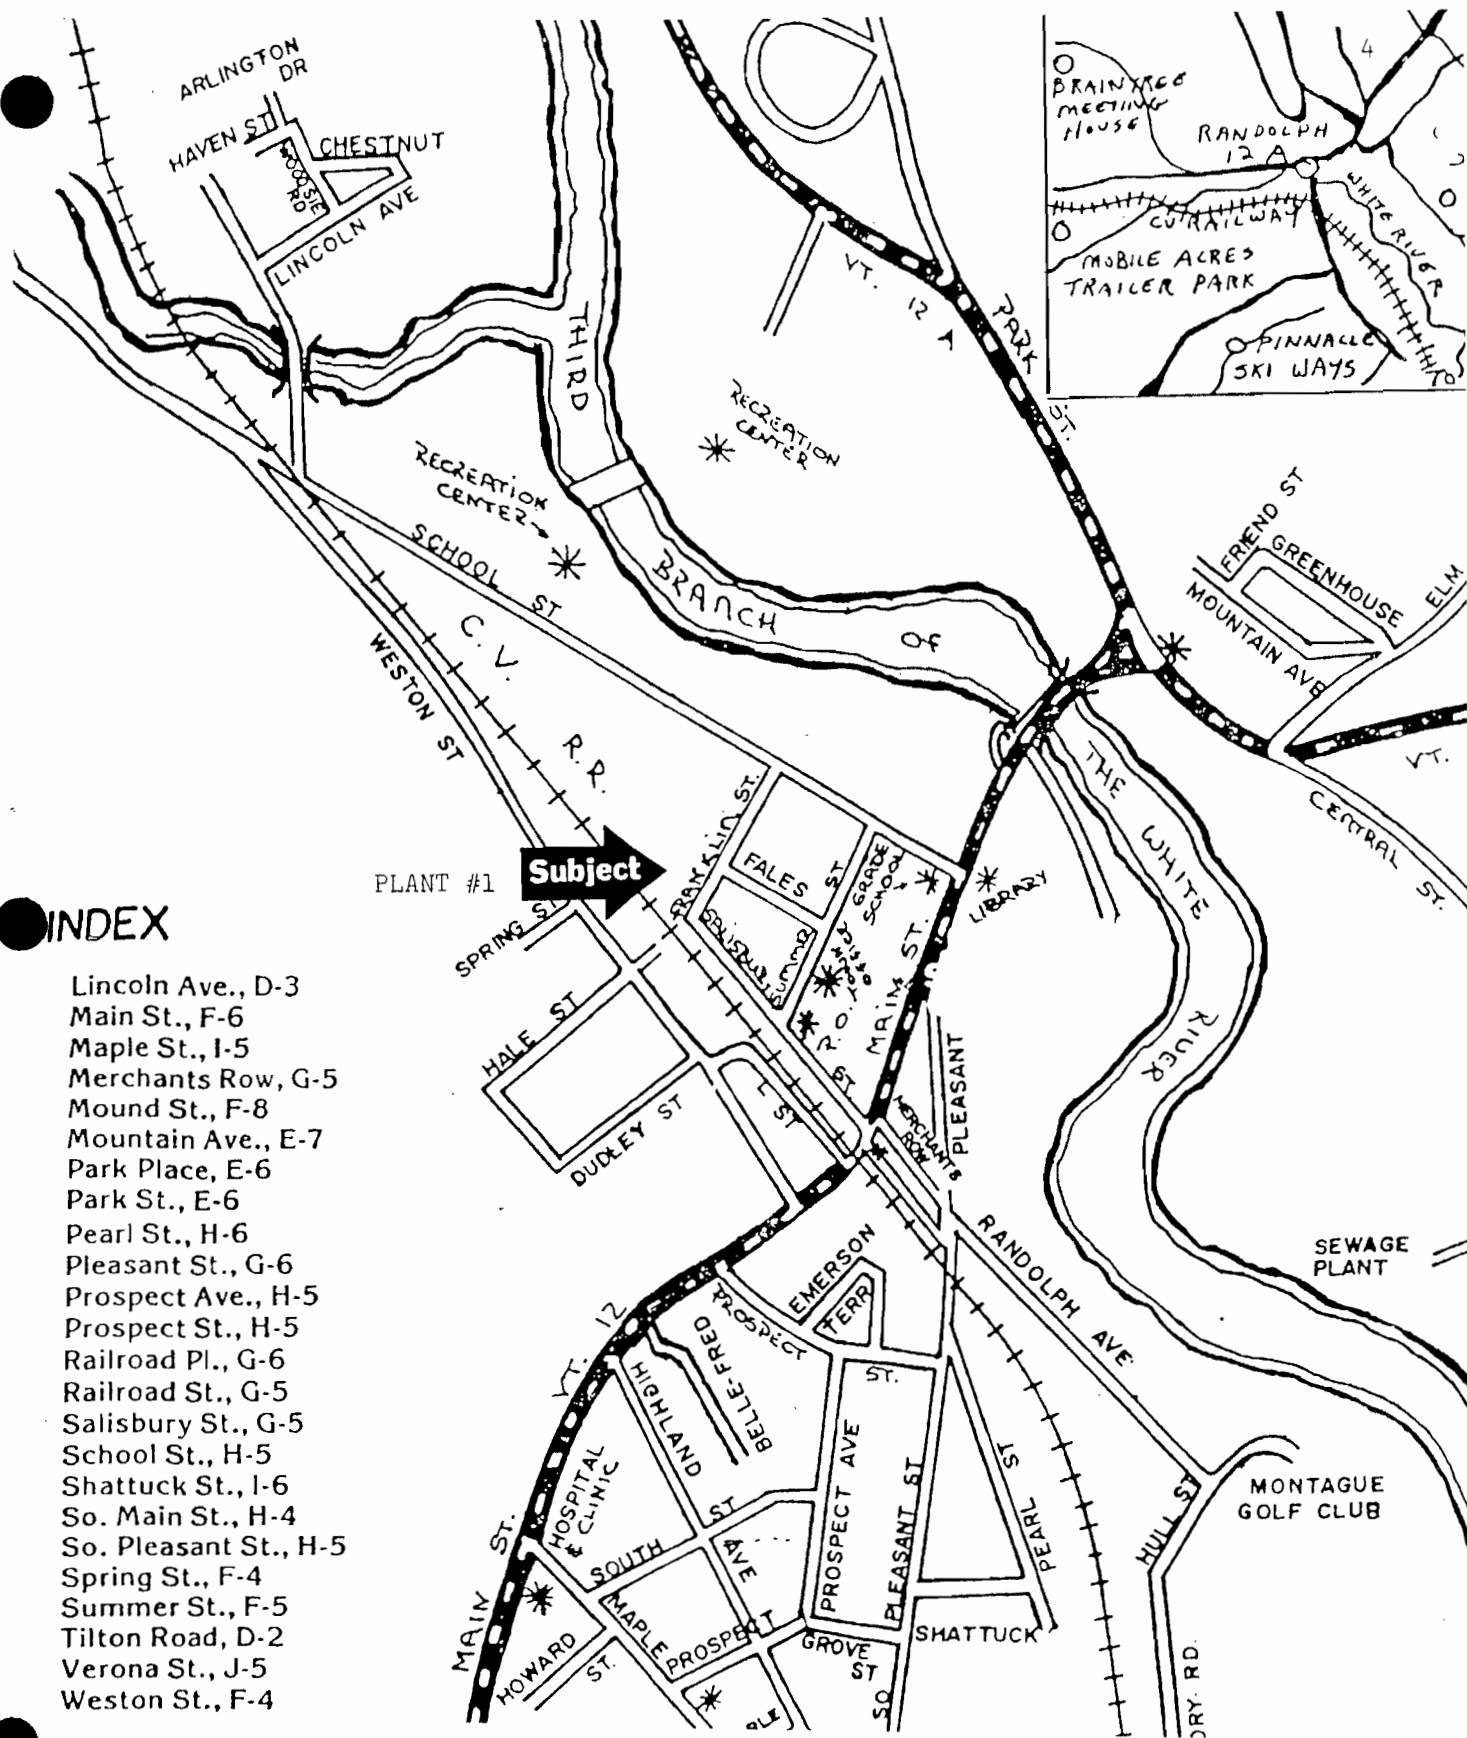 ARLINGTON
DR
HAVEN ST
CHESTNUT
RD
LINCOLN AVE
4
BRAINTREE
MEETING
HOUSE
RANDOLPH
12 A
WHITE RIVER
CV RAILWAY
MOBILE ACRES
TRAILER PARK
PINNACLE
SKI WAYS
VT. 12 A
PARK
ST.
THIRD
BRANCH
OF
THE
WHITE
RIVER
RECREATION
CENTER
RECREATION
CENTER
SCHOOL ST
C.V.
R.R.
WESTON ST
FRIEND ST
GREENHOUSE
ELM
MOUNTAIN AVE
VT.
CENTRAL ST.
PLANT #1
Subject
SPRING ST
FRANKLIN ST.
FALES
ST
GRADE
SCHOOL
SALISBURY
SUMMER
P.O.
TOWN
OFFICE
ST.
MAIN ST.
LIBRARY
PLEASANT
MERCHANTS
ROW
HALE ST
DUDLEY ST
L ST
RANDOLPH AVE
SEWAGE
PLANT
EMERSON
TERR
PROSPECT
ST.
VT. 12
BELLE-FRED
HIGHLAND
AVE
HOSPITAL
& CLINIC
SOUTH ST
MAIN ST.
MAPLE
HOWARD
ST.
PROSPECT
PROSPECT AVE
PLEASANT ST
SO
PEARL ST
GROVE
ST
SHATTUCK
HULL ST
MONTAGUE
GOLF CLUB
RD.
INDEX
Lincoln Ave., D-3
Main St., F-6
Maple St., I-5
Merchants Row, G-5
Mound St., F-8
Mountain Ave., E-7
Park Place, E-6
Park St., E-6
Pearl St., H-6
Pleasant St., G-6
Prospect Ave., H-5
Prospect St., H-5
Railroad Pl., G-6
Railroad St., G-5
Salisbury St., G-5
School St., H-5
Shattuck St., I-6
So. Main St., H-4
So. Pleasant St., H-5
Spring St., F-4
Summer St., F-5
Tilton Road, D-2
Verona St., J-5
Weston St., F-4